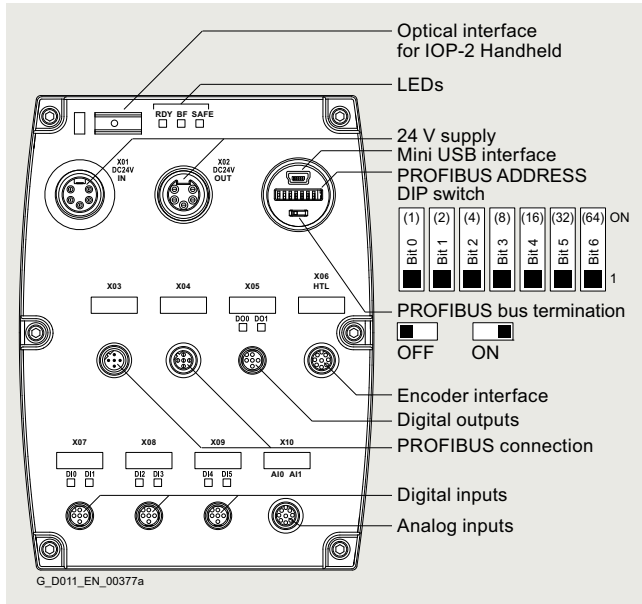 Optical interface
for IOP-2 Handheld
LEDs
RDY BF SAFE
24 V supply
Mini USB interface
PROFIBUS ADDRESS
DIP switch
X01
DC24V
IN
X02
DC24V
OUT
(1) (2) (4) (8) (16) (32) (64) ON
Bit 0 Bit 1 Bit 2 Bit 3 Bit 4 Bit 5 Bit 6
1
X03 X04 X05 X06
HTL
DO0 DO1
PROFIBUS bus termination
OFF ON
Encoder interface
Digital outputs
PROFIBUS connection
X07 X08 X09 X10
DI0 DI1 DI2 DI3 DI4 DI5 AI0 AI1
Digital inputs
Analog inputs
G_D011_EN_00377a